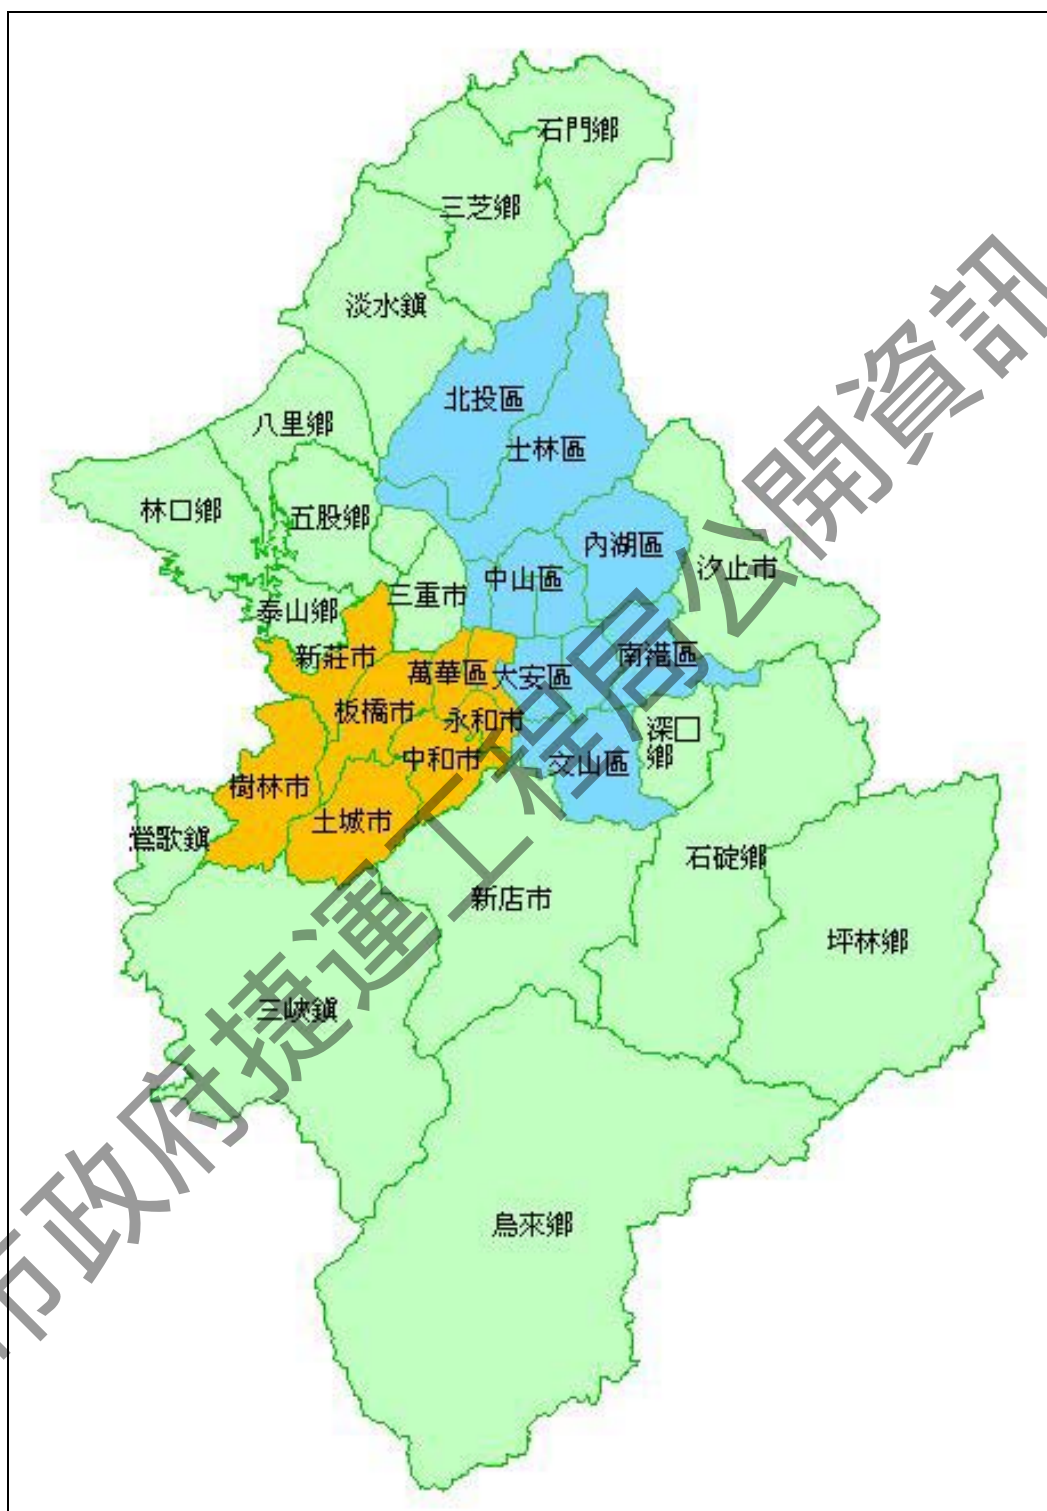 石門鄉
三芝鄉
淡水鎮
北投區
八里鄉
士林區
林口鄉
五股鄉
內湖區
汐止市
中山區
三重市
泰山鄉
南港區
新莊市
萬華區
大安區
板橋市
永和市
深囗
鄉
中和市
文山區
樹林市
土城市
鶯歌鎮
石碇鄉
新店市
坪林鄉
三峽鎮
烏來鄉
市政府捷運工程局公開資訊